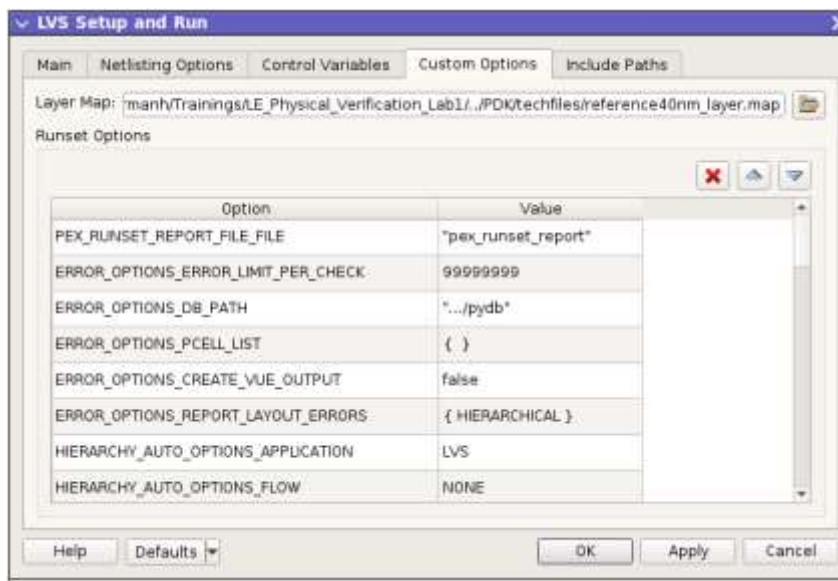 LVS Setup and Run
Main Netlisting Options Control Variables Custom Options Include Paths
Layer Map: manh/Trainings/LE_Physical_Verification_Lab1/../PDK/techfiles/reference40nm_layer.map
Runset Options
Option Value
PEX_RUNSET_REPORT_FILE_FILE "pex_runset_report"
ERROR_OPTIONS_ERROR_LIMIT_PER_CHECK 99999999
ERROR_OPTIONS_DB_PATH ".../pydb"
ERROR_OPTIONS_PCELL_LIST { }
ERROR_OPTIONS_CREATE_VUE_OUTPUT false
ERROR_OPTIONS_REPORT_LAYOUT_ERRORS { HIERARCHICAL }
HIERARCHY_AUTO_OPTIONS_APPLICATION LVS
HIERARCHY_AUTO_OPTIONS_FLOW NONE
Help Defaults OK Apply Cancel